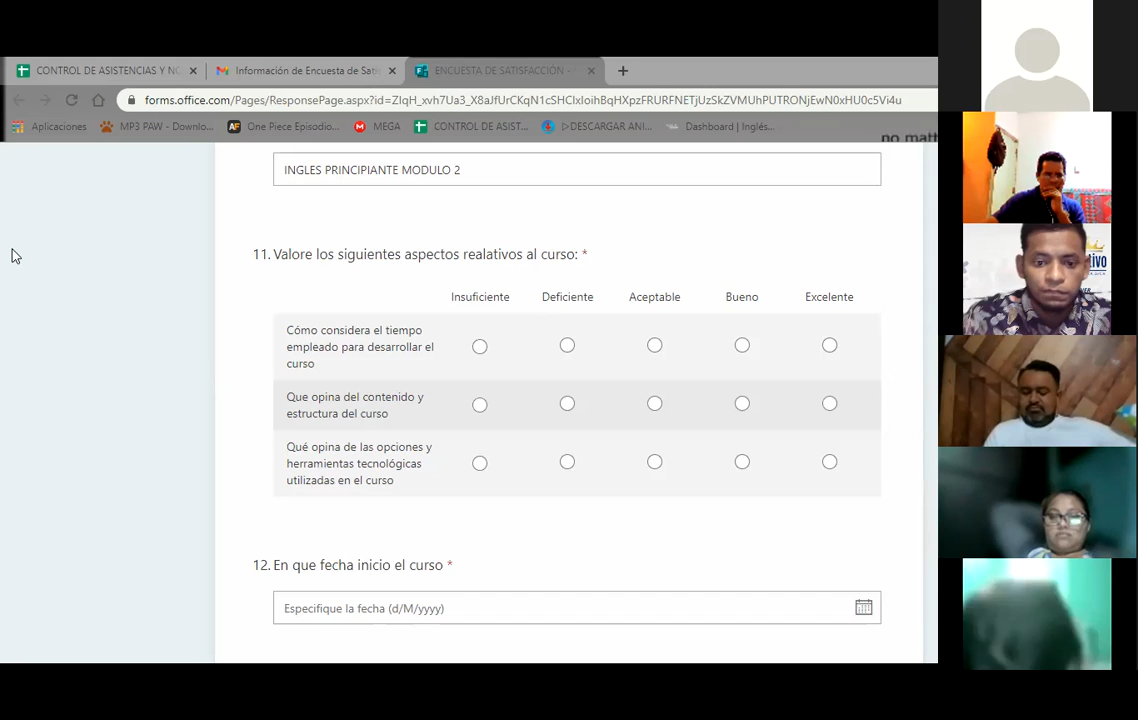 CONTROL DE ASISTENCIAS Y NO
Información de Encuesta de Satis
ENCUESTA DE SATISFACCIÓN -
forms.office.com/Pages/ResponsePage.aspx?id=ZIqH_xvh7Ua3_X8aJfUrCKqN1cSHClxIoihBqHXpzFRURFNETjUzSkZVMUhPUTRONjEwN0xHU0c5Vi4u
Aplicaciones
MP3 PAW - Downlo...
One Piece Episodio...
MEGA
CONTROL DE ASIST...
▷DESCARGAR ANI...
Dashboard | Inglés...
no matt
INGLES PRINCIPIANTE MODULO 2
11. Valore los siguientes aspectos realativos al curso: *
Insuficiente Deficiente Aceptable Bueno Excelente
Cómo considera el tiempo
empleado para desarrollar el
curso
Que opina del contenido y
estructura del curso
Qué opina de las opciones y
herramientas tecnológicas
utilizadas en el curso
12. En que fecha inicio el curso *
Especifique la fecha (d/M/yyyy)
tivo